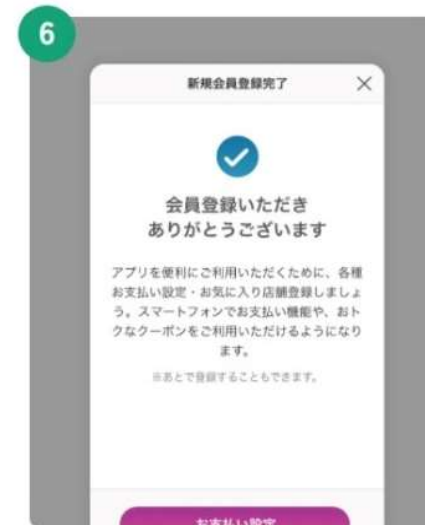 6
新規会員登録完了
会員登録いただき
ありがとうございます
アプリを便利にご利用いただくために、各種
お支払い設定・お気に入り店舗登録しましょ
う。スマートフォンでお支払い機能や、おト
クなクーポンをご利用いただけるようになり
ます。
※あとで登録することもできます。
お支払い設定